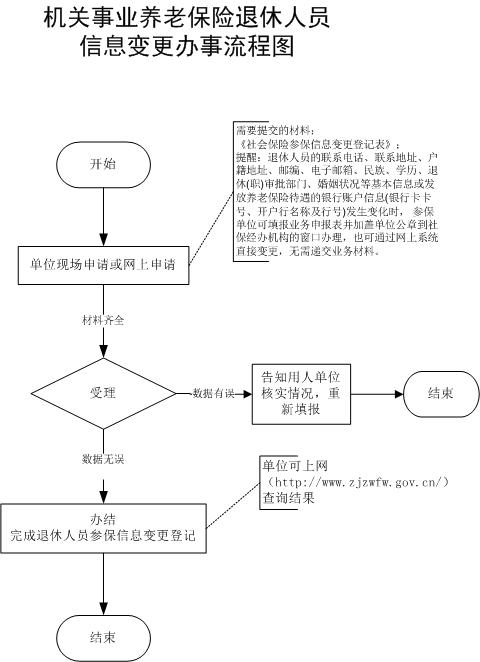 机关事业养老保险退休人员
信息变更办事流程图
开始
需要提交的材料：
《社会保险参保信息变更登记表》；
提醒：退休人员的联系电话、联系地址、户
籍地址、邮编、电子邮箱、民族、学历、退
休(职)审批部门、婚姻状况等基本信息或发
放养老保险待遇的银行账户信息(银行卡卡
号、开户行名称及行号)发生变化时，参保
单位可填报业务申报表并加盖单位公章到社
保经办机构的窗口办理，也可通过网上系统
直接变更，无需递交业务材料。
单位现场申请或网上申请
材料齐全
受理
数据有误
告知用人单位
核实情况，重
新填报
结束
数据无误
单位可上网
（http://www.zjzwfw.gov.cn/）
查询结果
办结
完成退休人员参保信息变更登记
结束